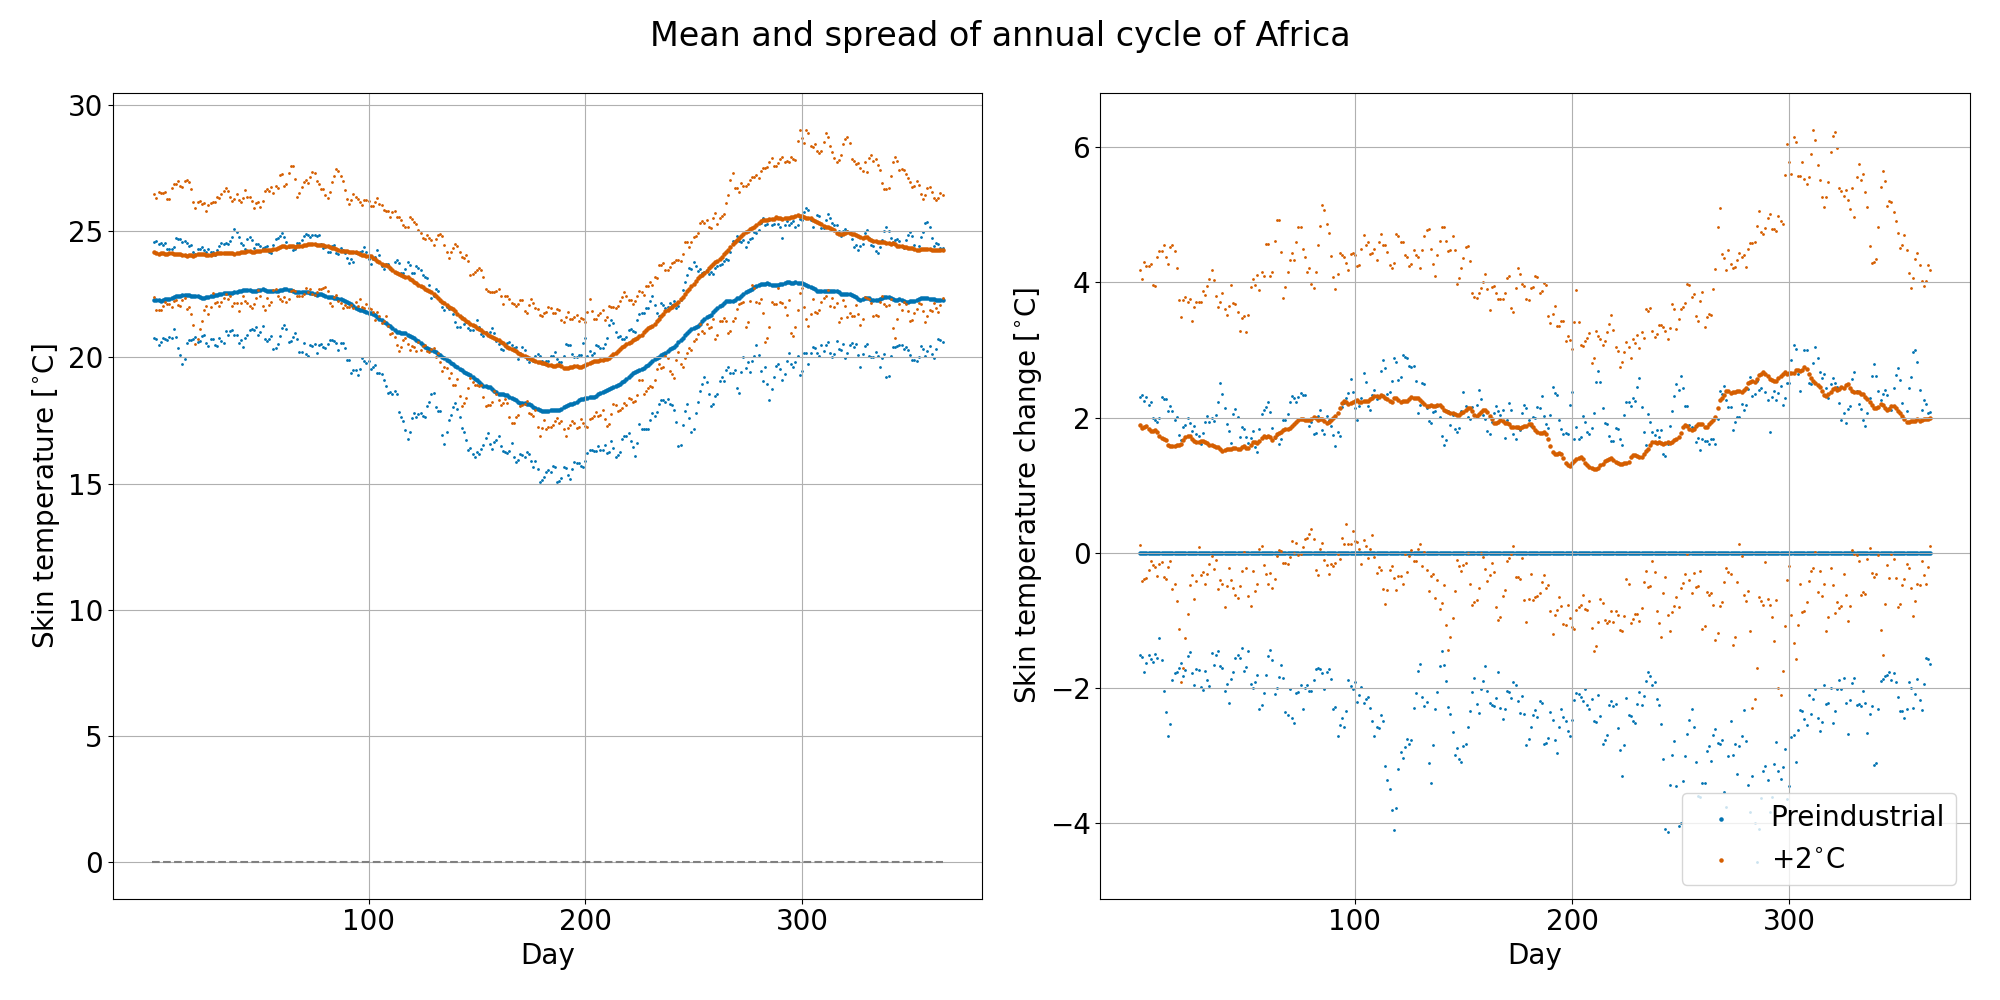 Mean and spread of annual cycle of Africa
Skin temperature [°C]
30
25
20
15
10
5
0
100 200 300
Day
Skin temperature change [°C]
6
4
2
0
−2
−4
100 200 300
Day
Preindustrial
+2°C